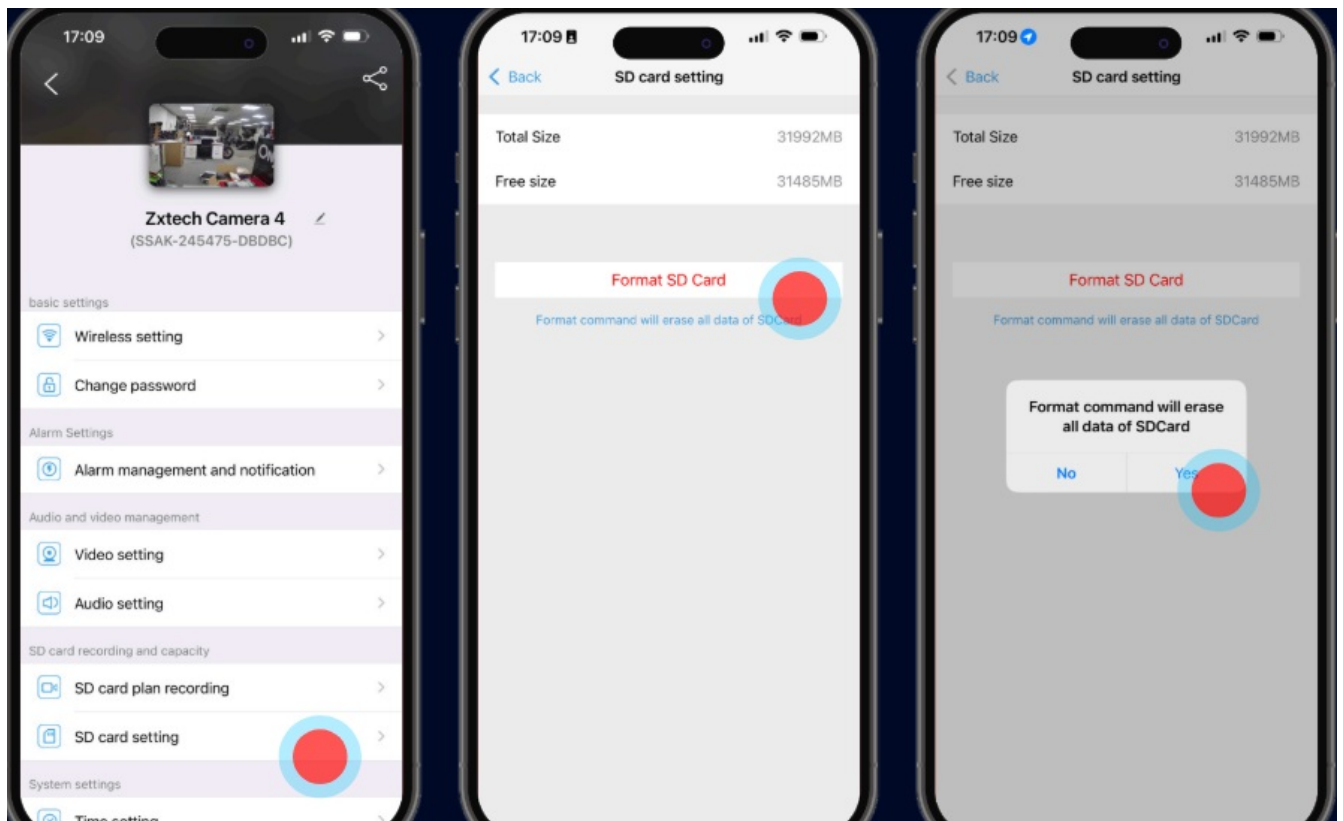 17:09
Zxtech Camera 4
(SSAK-245475-DBDBC)
basic settings
Wireless setting
Change password
Alarm Settings
Alarm management and notification
Audio and video management
Video setting
Audio setting
SD card recording and capacity
SD card plan recording
SD card setting
System settings
Time setting
17:09
Back SD card setting
Total Size 31992MB
Free size 31485MB
Format SD Card
Format command will erase all data of SDCard
17:09
Back SD card setting
Total Size 31992MB
Free size 31485MB
Format SD Card
Format command will erase all data of SDCard
Format command will erase
all data of SDCard
No Yes